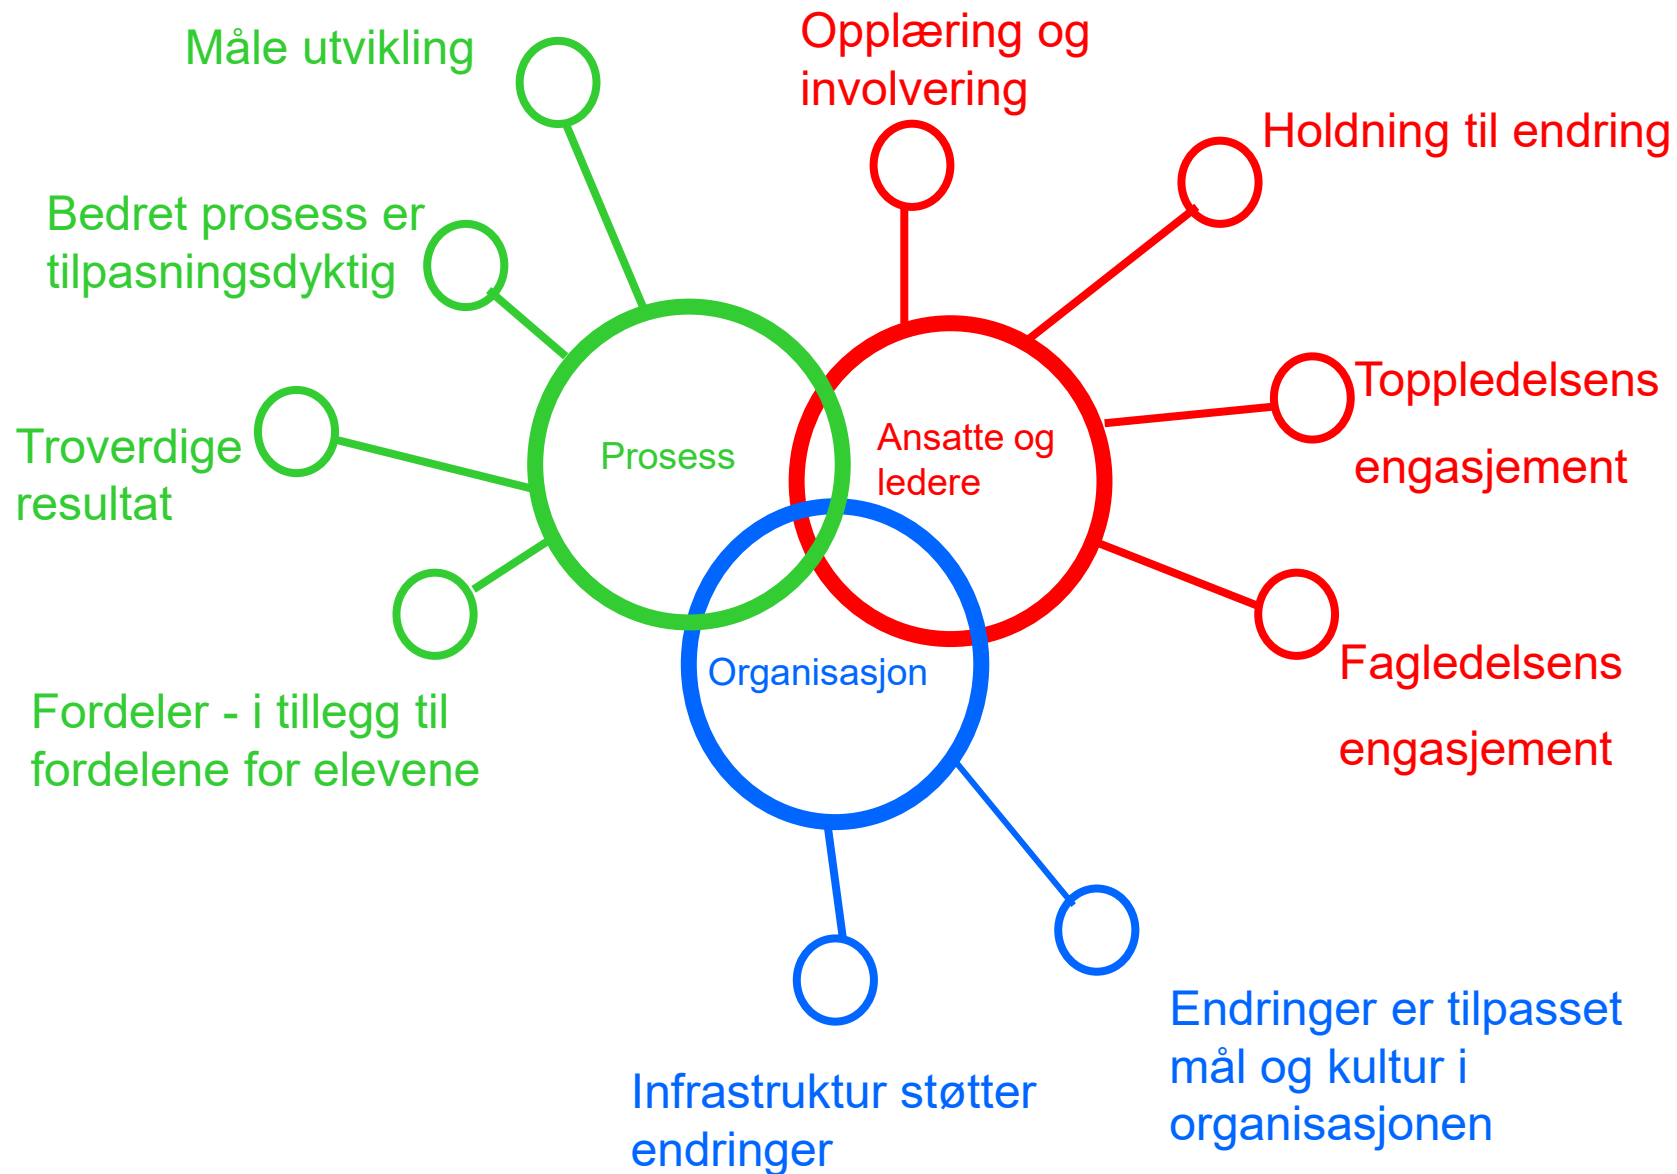 Måle utvikling
Opplæring og
involvering
Holdning til endring
Bedret prosess er
tilpasningsdyktig
Toppledelsens
engasjement
Troverdige
resultat
Prosess
Ansatte og
ledere
Organisasjon
Fordeler - i tillegg til
fordelene for elevene
Fagledelsens
engasjement
Infrastruktur støtter
endringer
Endringer er tilpasset
mål og kultur i
organisasjonen